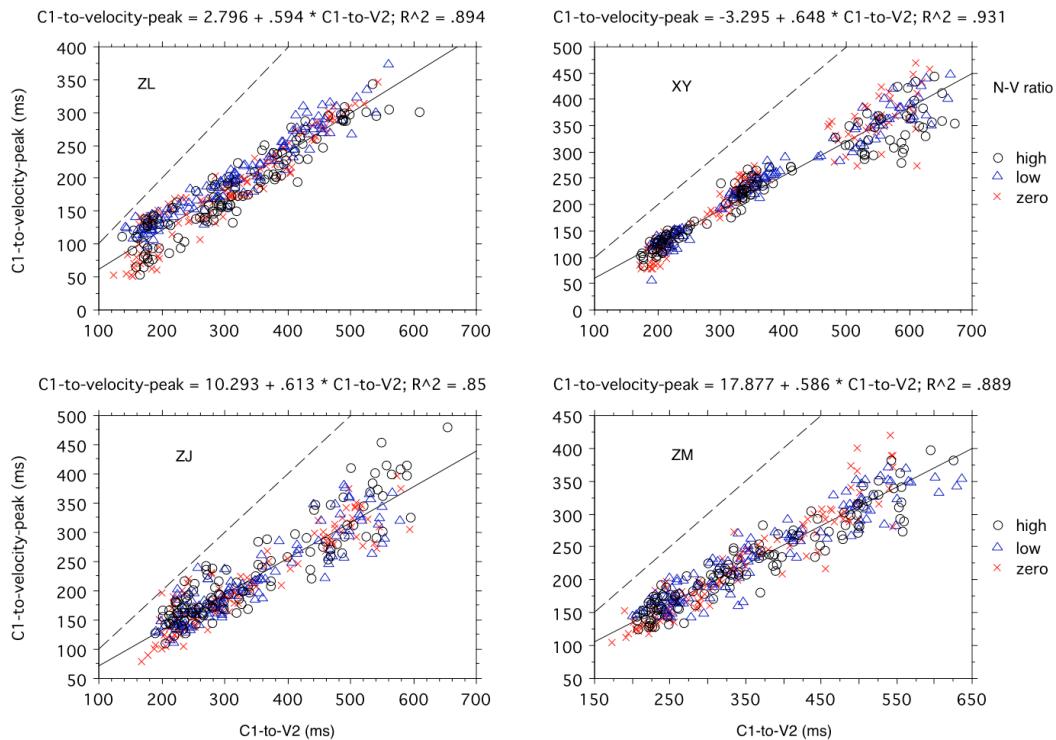 C1-to-velocity-peak = 2.796 + .594 * C1-to-V2; R^2 = .894
C1-to-velocity-peak (ms)
400
350
300
250
200
150
100
50
0
ZL
100 200 300 400 500 600 700
C1-to-velocity-peak = -3.295 + .648 * C1-to-V2; R^2 = .931
500
450
400
350
300
250
200
150
100
50
0
XY
100 200 300 400 500 600 700
N-V ratio
high
low
zero
C1-to-velocity-peak = 10.293 + .613 * C1-to-V2; R^2 = .85
C1-to-velocity-peak (ms)
500
450
400
350
300
250
200
150
100
50
ZJ
100 200 300 400 500 600 700
C1-to-V2 (ms)
C1-to-velocity-peak = 17.877 + .586 * C1-to-V2; R^2 = .889
450
400
350
300
250
200
150
100
50
ZM
150 250 350 450 550 650
C1-to-V2 (ms)
high
low
zero